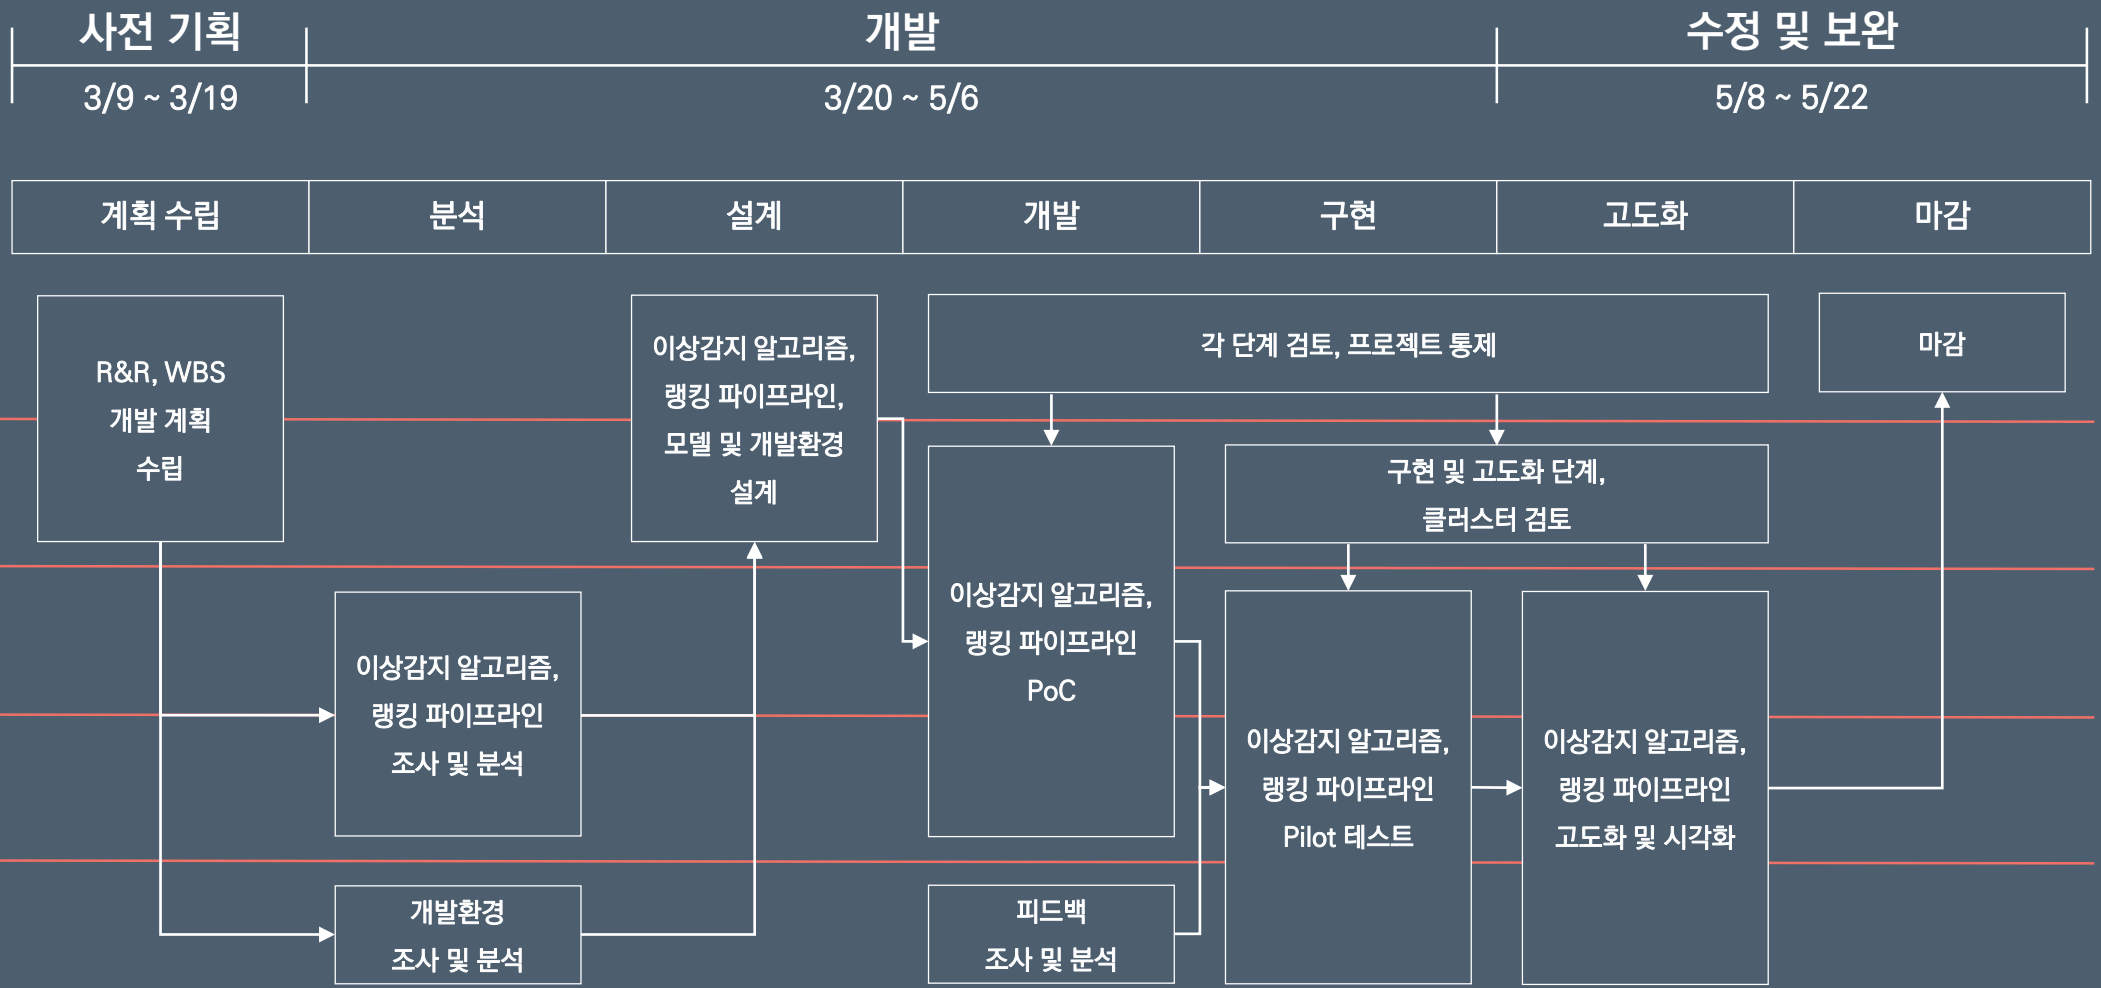 사전 기획
개발
수정 및 보완
3/9 ~ 3/19
3/20 ~ 5/6
5/8 ~ 5/22
계획 수립
분석
설계
개발
구현
고도화
마감
R&R, WBS
개발 계획
수립
이상감지 알고리즘,
랭킹 파이프라인,
모델 및 개발환경
설계
각 단계 검토, 프로젝트 통제
마감
구현 및 고도화 단계,
클러스터 검토
이상감지 알고리즘,
랭킹 파이프라인
조사 및 분석
이상감지 알고리즘,
랭킹 파이프라인
PoC
이상감지 알고리즘,
랭킹 파이프라인
Pilot 테스트
이상감지 알고리즘,
랭킹 파이프라인
고도화 및 시각화
개발환경
조사 및 분석
피드백
조사 및 분석